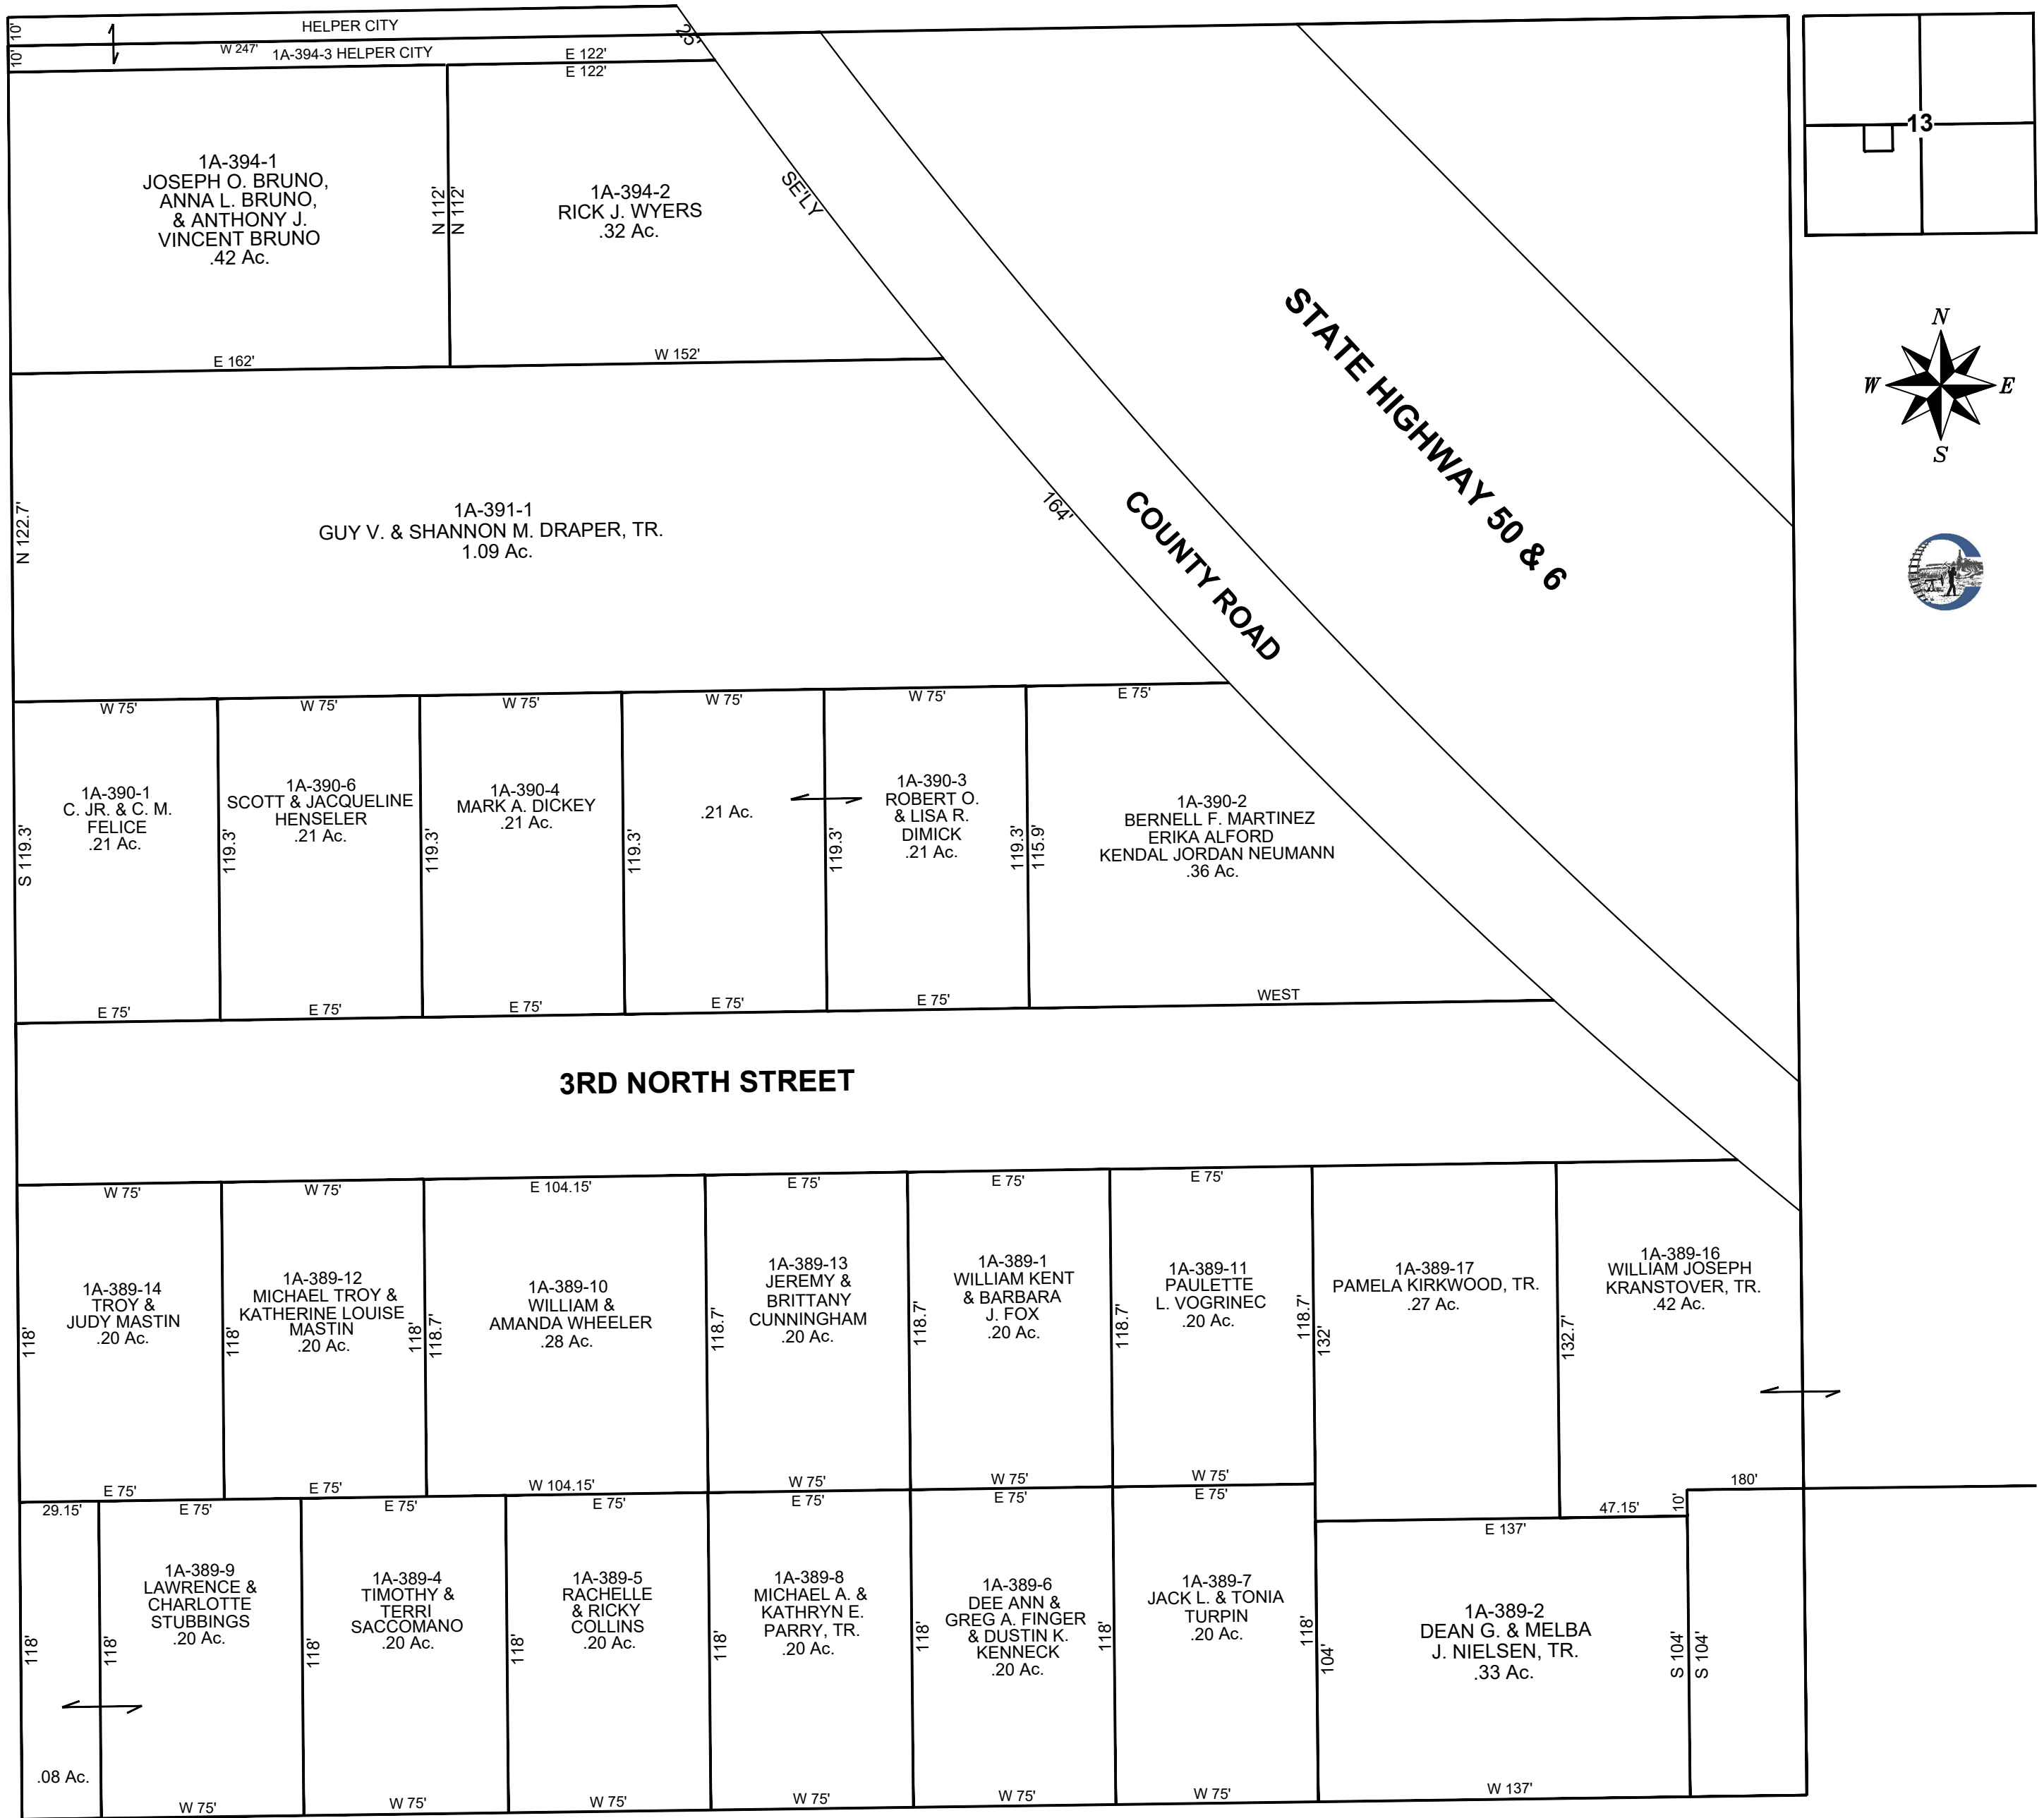 HELPER CITY
10'
10'
W 247'
1A-394-3 HELPER CITY
E 122'
25'
E 122'
13
1A-394-1
JOSEPH O. BRUNO,
ANNA L. BRUNO,
& ANTHONY J.
VINCENT BRUNO
.42 Ac.
N 112'
N 112'
1A-394-2
RICK J. WYERS
.32 Ac.
SE'LY
E 162'
W 152'
N
W
E
S
STATE HIGHWAY 50 & 6
COUNTY ROAD
164'
N 122.7'
1A-391-1
GUY V. & SHANNON M. DRAPER, TR.
1.09 Ac.
W 75'
W 75'
W 75'
W 75'
W 75'
E 75'
S 119.3'
1A-390-1
C. JR. & C. M.
FELICE
.21 Ac.
119.3'
1A-390-6
SCOTT & JACQUELINE
HENSELER
.21 Ac.
119.3'
1A-390-4
MARK A. DICKEY
.21 Ac.
119.3'
.21 Ac.
119.3'
1A-390-3
ROBERT O.
& LISA R.
DIMICK
.21 Ac.
119.3'
115.9'
1A-390-2
BERNELL F. MARTINEZ
ERIKA ALFORD
KENDAL JORDAN NEUMANN
.36 Ac.
E 75'
E 75'
E 75'
E 75'
E 75'
WEST
3RD NORTH STREET
W 75'
W 75'
E 104.15'
E 75'
E 75'
E 75'
118'
1A-389-14
TROY &
JUDY MASTIN
.20 Ac.
118'
1A-389-12
MICHAEL TROY &
KATHERINE LOUISE
MASTIN
.20 Ac.
118'
118.7'
1A-389-10
WILLIAM &
AMANDA WHEELER
.28 Ac.
118.7'
1A-389-13
JEREMY &
BRITTANY
CUNNINGHAM
.20 Ac.
118.7'
1A-389-1
WILLIAM KENT
& BARBARA
J. FOX
.20 Ac.
118.7'
1A-389-11
PAULETTE
L. VOGRINEC
.20 Ac.
118.7'
132'
1A-389-17
PAMELA KIRKWOOD, TR.
.27 Ac.
132.7'
1A-389-16
WILLIAM JOSEPH
KRANSTOVER, TR.
.42 Ac.
E 75'
E 75'
W 104.15'
W 75'
W 75'
W 75'
180'
29.15'
E 75'
E 75'
E 75'
E 75'
E 75'
E 75'
47.15'
10'
E 137'
118'
.08 Ac.
118'
1A-389-9
LAWRENCE &
CHARLOTTE
STUBBINGS
.20 Ac.
118'
1A-389-4
TIMOTHY &
TERRI
SACCOMANO
.20 Ac.
118'
1A-389-5
RACHELLE
& RICKY
COLLINS
.20 Ac.
118'
1A-389-8
MICHAEL A. &
KATHRYN E.
PARRY, TR.
.20 Ac.
118'
1A-389-6
DEE ANN &
GREG A. FINGER
& DUSTIN K.
KENNECK
.20 Ac.
118'
1A-389-7
JACK L. & TONIA
TURPIN
.20 Ac.
118'
104'
1A-389-2
DEAN G. & MELBA
J. NIELSEN, TR.
.33 Ac.
S 104'
S 104'
W 75'
W 75'
W 75'
W 75'
W 75'
W 75'
W 137'